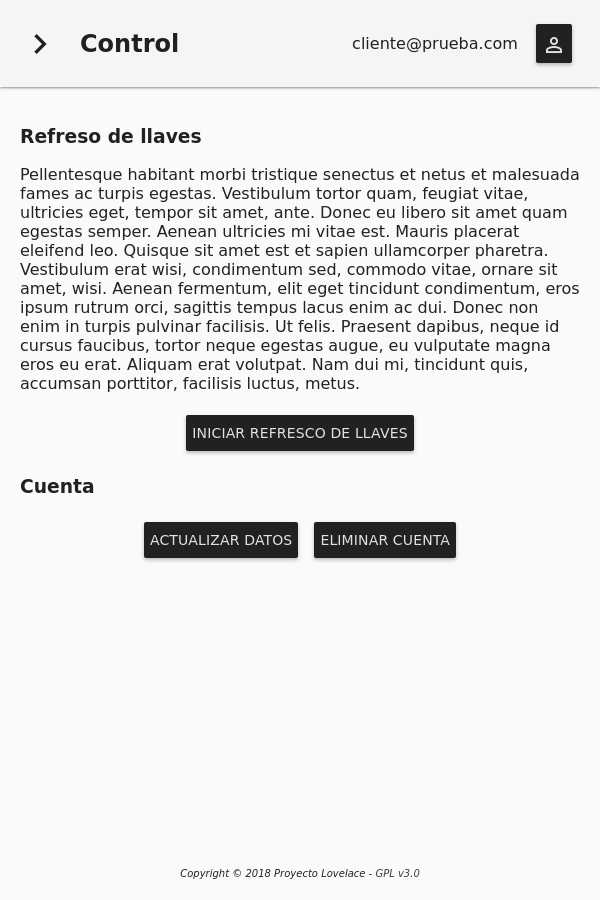 Control
cliente@prueba.com
Refreso de llaves
Pellentesque habitant morbi tristique senectus et netus et malesuada
fames ac turpis egestas. Vestibulum tortor quam, feugiat vitae,
ultricies eget, tempor sit amet, ante. Donec eu libero sit amet quam
egestas semper. Aenean ultricies mi vitae est. Mauris placerat
eleifend leo. Quisque sit amet est et sapien ullamcorper pharetra.
Vestibulum erat wisi, condimentum sed, commodo vitae, ornare sit
amet, wisi. Aenean fermentum, elit eget tincidunt condimentum, eros
ipsum rutrum orci, sagittis tempus lacus enim ac dui. Donec non
enim in turpis pulvinar facilisis. Ut felis. Praesent dapibus, neque id
cursus faucibus, tortor neque egestas augue, eu vulputate magna
eros eu erat. Aliquam erat volutpat. Nam dui mi, tincidunt quis,
accumsan porttitor, facilisis luctus, metus.
INICIAR REFRESCO DE LLAVES
Cuenta
ACTUALIZAR DATOS
ELIMINAR CUENTA
Copyright © 2018 Proyecto Lovelace - GPL v3.0